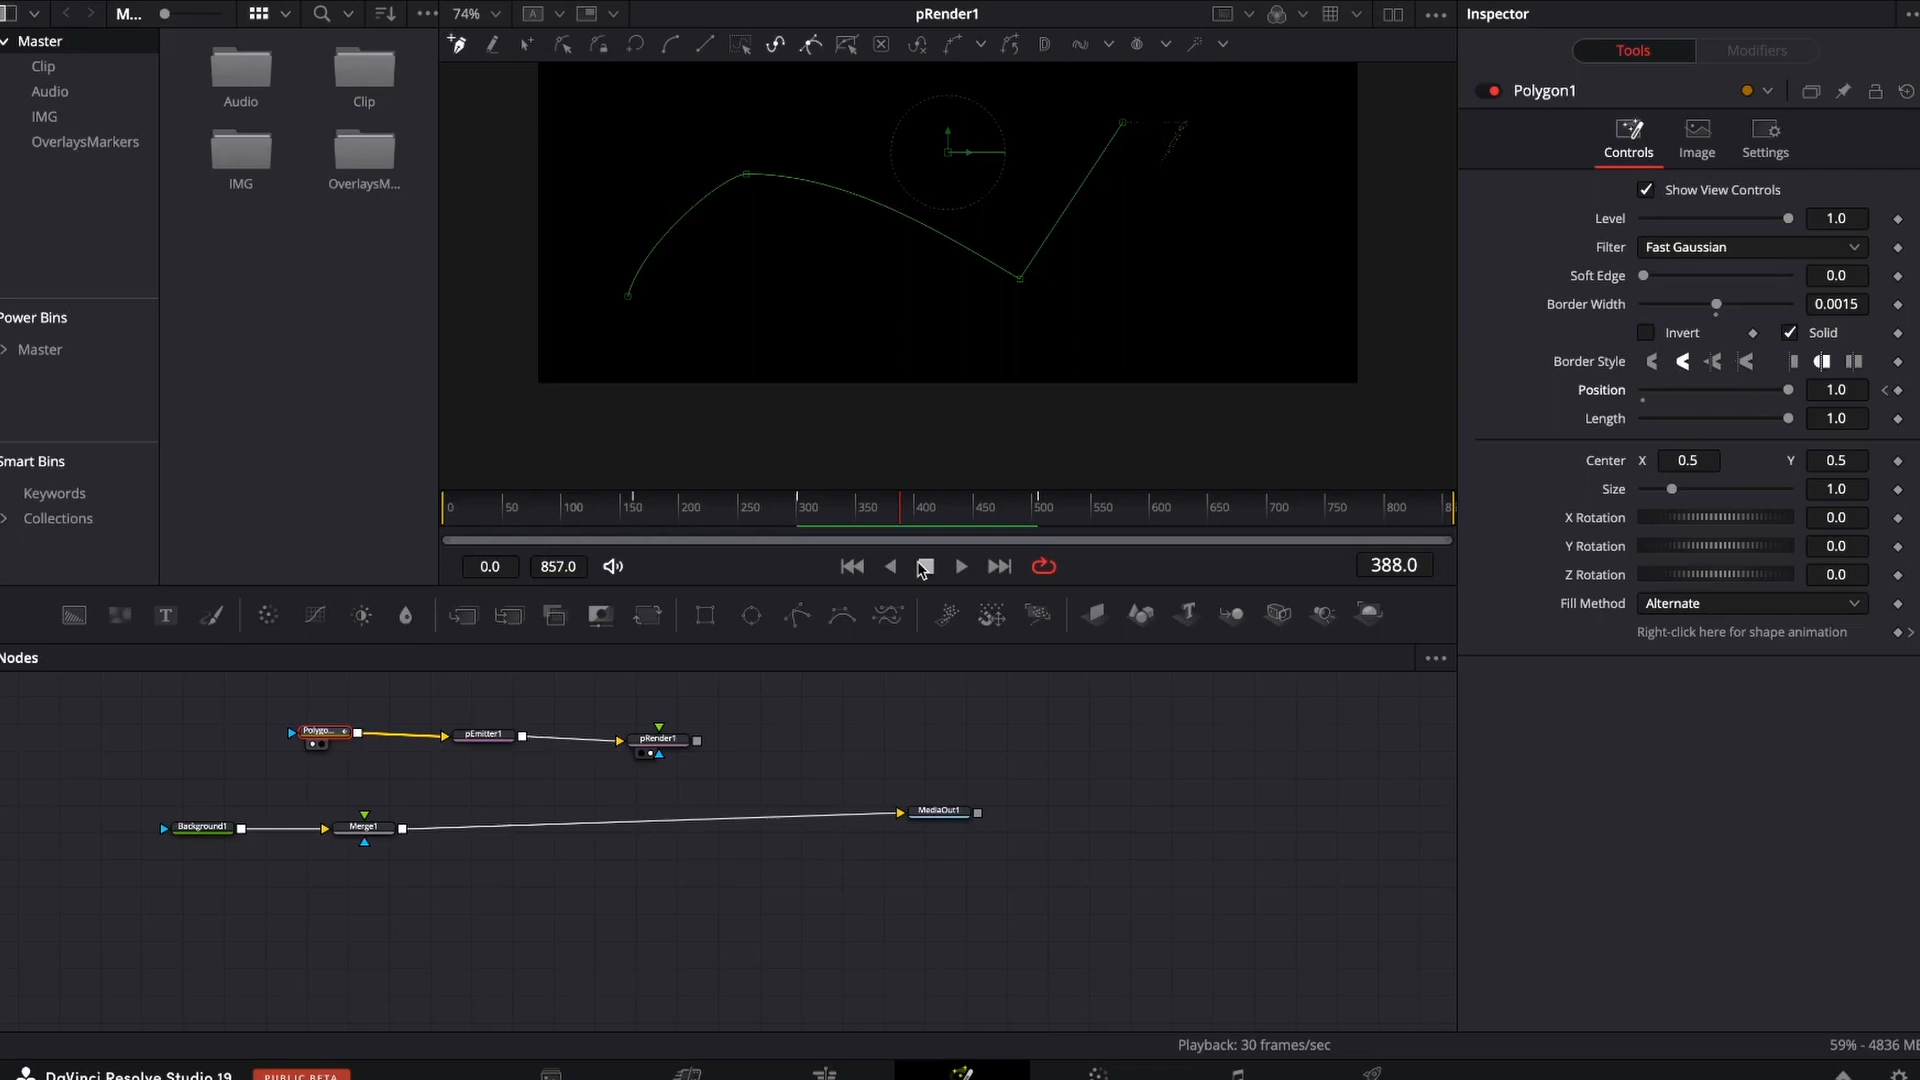 M...
74%
A
pRender1
Inspector
Master
Clip
Audio
IMG
OverlaysMarkers
Audio
Clip
IMG
OverlaysM...
Power Bins
Master
Smart Bins
Keywords
Collections
Tools
Modifiers
Polygon1
Controls
Image
Settings
Show View Controls
Level 1.0
Filter Fast Gaussian
Soft Edge 0.0
Border Width 0.0015
Invert Solid
Border Style
Position 1.0
Length 1.0
Center X 0.5 Y 0.5
Size 1.0
X Rotation 0.0
Y Rotation 0.0
Z Rotation 0.0
Fill Method Alternate
Right-click here for shape animation
0 50 100 150 200 250 300 350 400 450 500 550 600 650 700 750 800
0.0
857.0
388.0
T
Nodes
Polygo...
pEmitter1
pRender1
Background1
Merge1
MediaOut1
Playback: 30 frames/sec
59% - 4836 M
DaVinci Resolve Studio 19
PUBLIC BETA